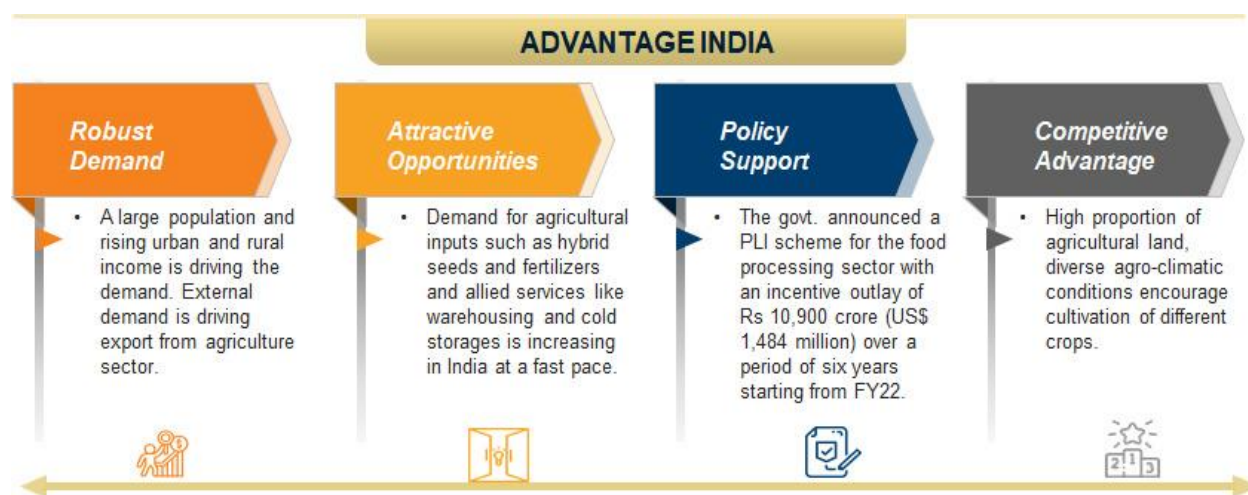 ADVANTAGE INDIA
Robust
Demand
• A large population and
rising urban and rural
income is driving the
demand. External
demand is driving
export from agriculture
sector.
Attractive
Opportunities
• Demand for agricultural
inputs such as hybrid
seeds and fertilizers
and allied services like
warehousing and cold
storages is increasing
in India at a fast pace.
Policy
Support
• The govt. announced a
PLI scheme for the food
processing sector with
an incentive outlay of
Rs 10,900 crore (US$
1,484 million) over a
period of six years
starting from FY22.
Competitive
Advantage
• High proportion of
agricultural land,
diverse agro-climatic
conditions encourage
cultivation of different
crops.
$
2 1 3